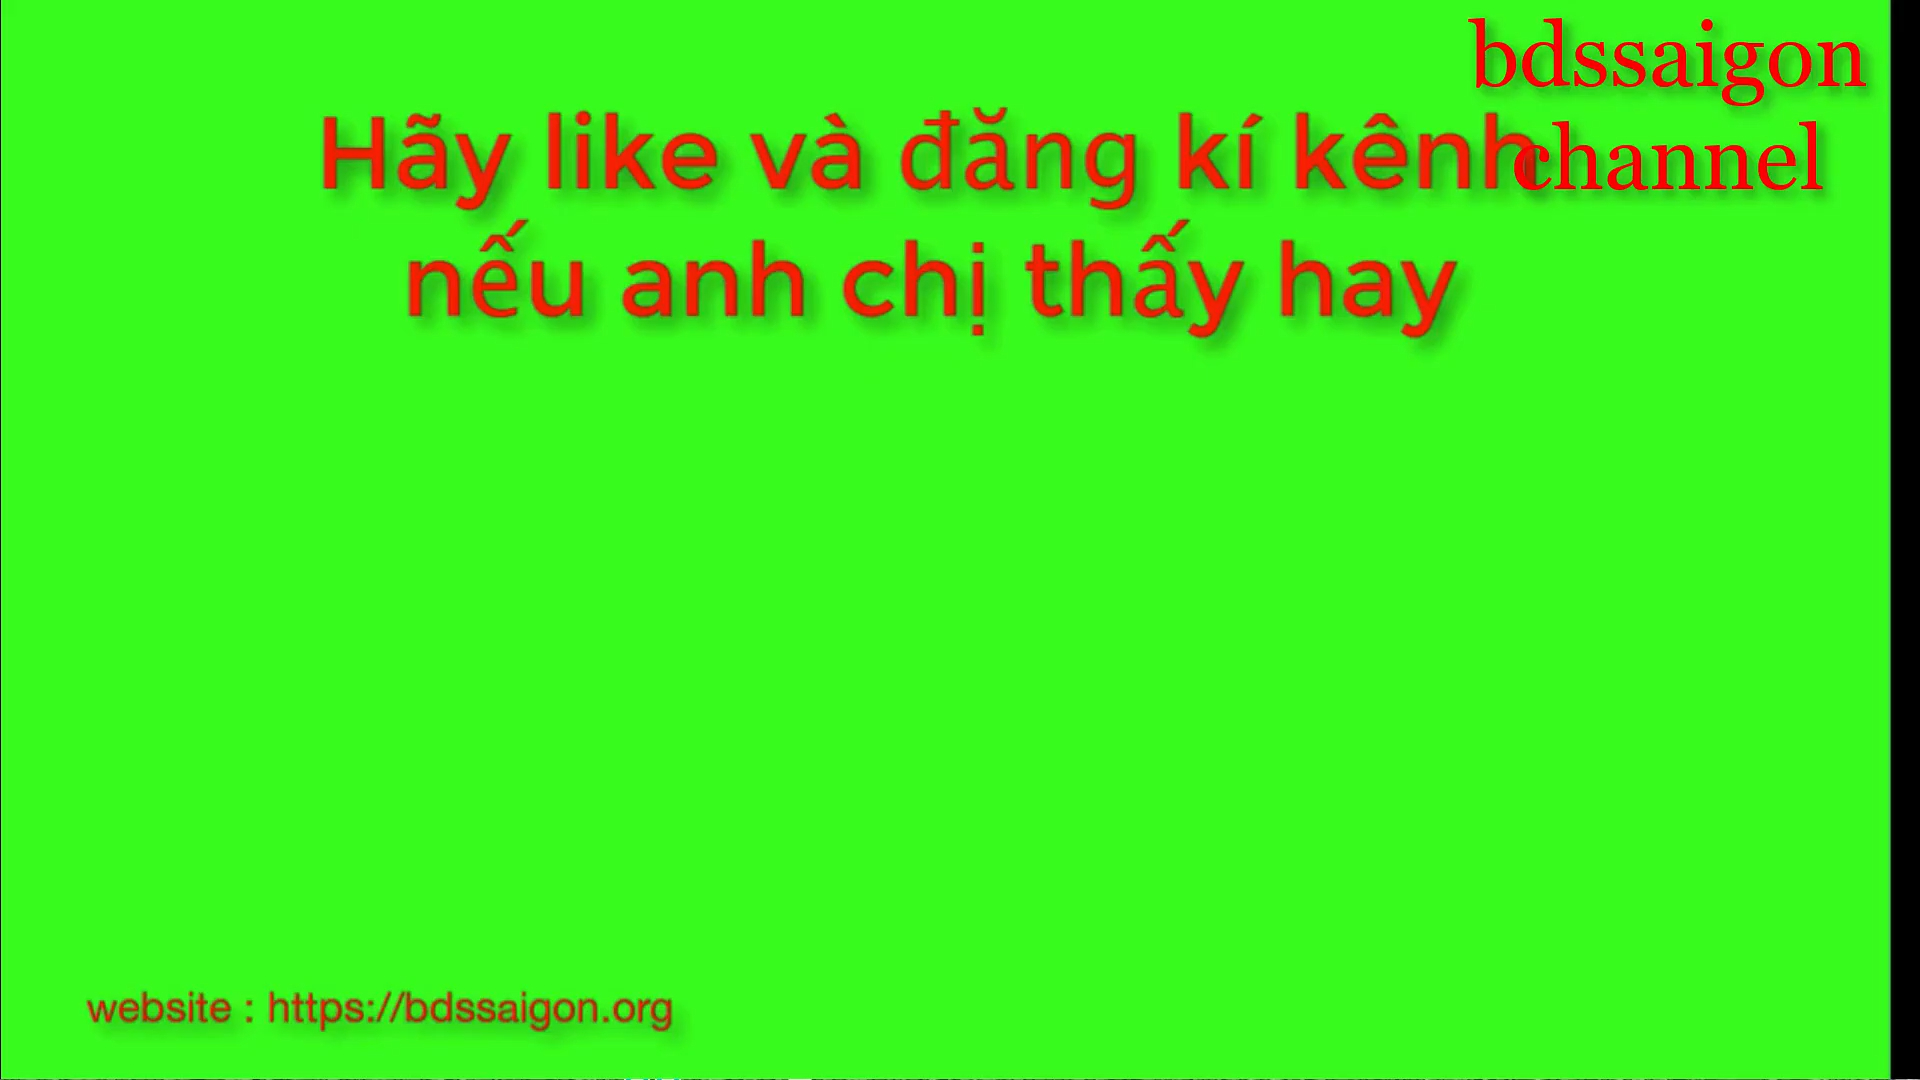 bdssaigon
channel
Hãy like và đăng kí kênh
nếu anh chị thấy hay
website : https://bdssaigon.org